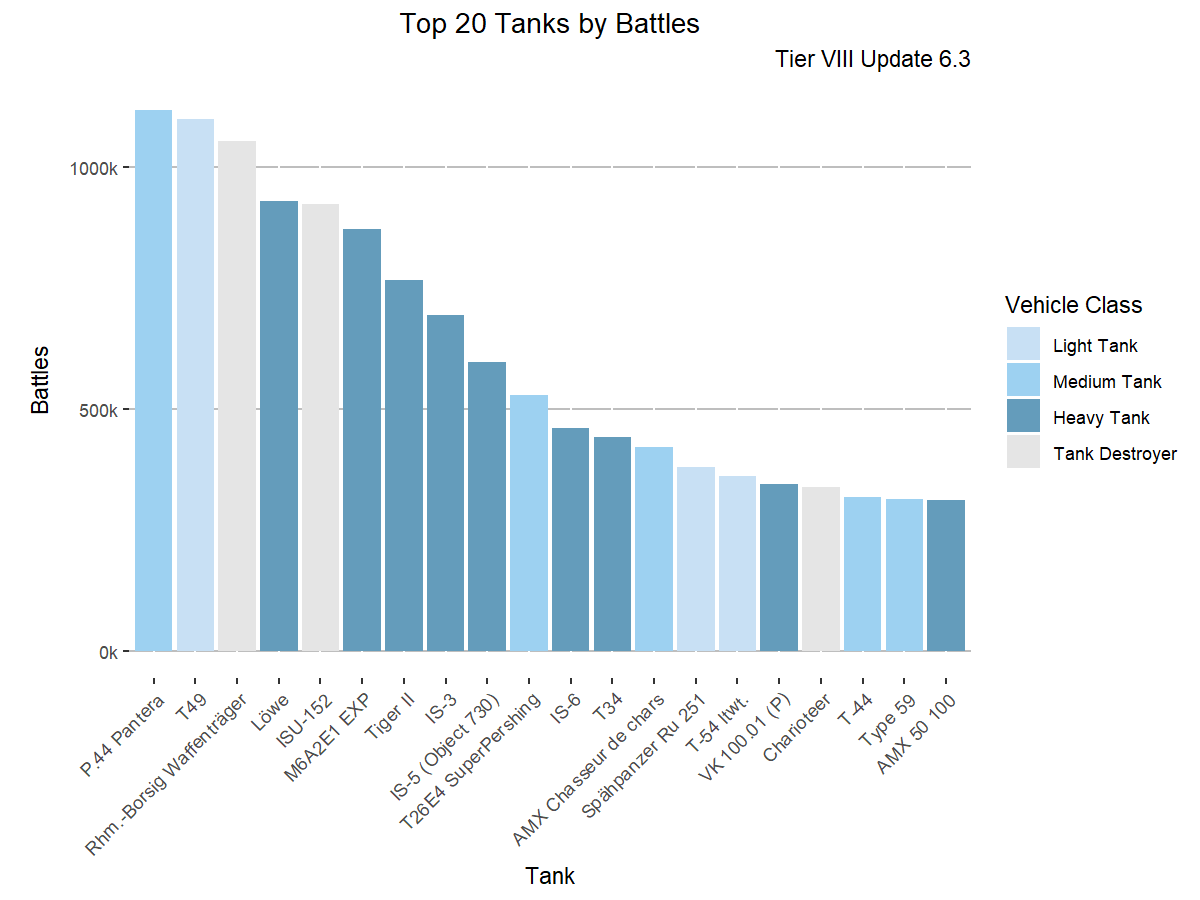 Top 20 Tanks by Battles
Tier VIII Update 6.3
1000k
500k
0k
Battles
P.44 Pantera
T49
Rhm.-Borsig Waffenträger
Löwe
ISU-152
M6A2E1 EXP
Tiger II
IS-3
IS-5 (Object 730)
T26E4 SuperPershing
IS-6
T34
AMX Chasseur de chars
Spähpanzer Ru 251
T-54 ltwt.
VK 100.01 (P)
Charioteer
T-44
Type 59
AMX 50 100
Tank
Vehicle Class
Light Tank
Medium Tank
Heavy Tank
Tank Destroyer